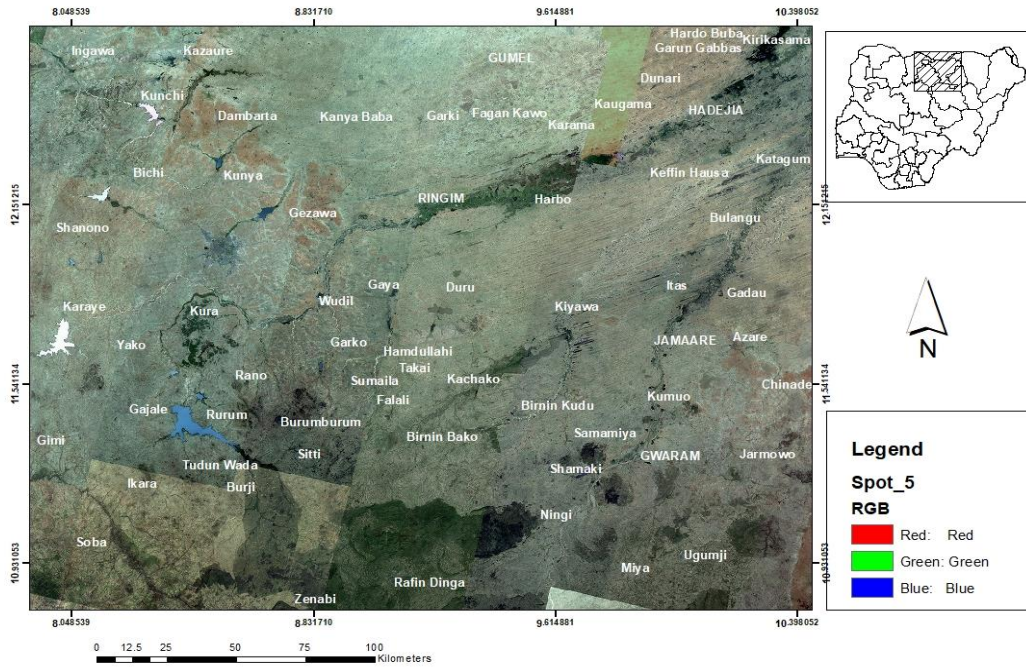 8.048539 8.831710 9.614881 10.398052
Hardo Buba
Kirikasama
Irigawa Kazaure Garun Gabbas
GUMEL
Dunari
Kunchi
Kaugama
HADEJIA
Dambarta Kanya Baba Garki Fagan Kawo
Karama
Katagum
Bichi Kunya Keffin Hausa
RINGIM Harbo
12.151215 12.151215
Gezawa Bulangu
Shanono
Gaya Duru Itas
Gadau
Karaye Wudil Kiyawa
Kura
Yako Garko JAMAARE Azare
Hamdullahi
Takai
Rano Sumaila Kachako
11.541134 Chinade 11.541134
Falali Kumuo
Gajale Rurum Birnin Kudu
Burumburum
Gimi Birnin Bako Samamiya
Sitti GWARAM Jarmowo
Tudun Wada Shamaki
Ikara Burji
Ningi
Soba
Ugumji
10.931053 Miya 10.931053
Rafin Dinga
Zenabi
8.048539 8.831710 9.614881 10.398052
0 12.5 25 50 75 100
Kilometers
N
Legend
Spot_5
RGB
Red: Red
Green: Green
Blue: Blue